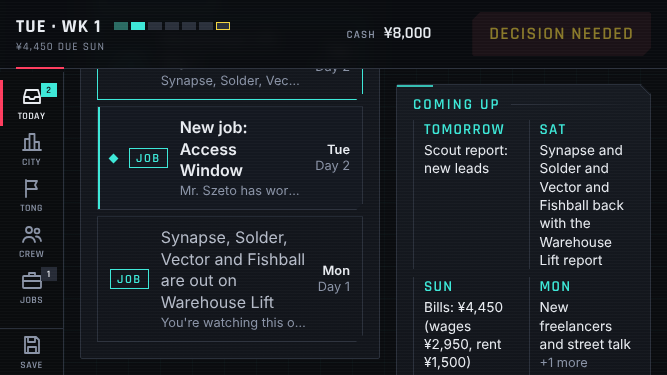 TUE · WK 1
¥4,450 DUE SUN
CASH ¥8,000
DECISION NEEDED
2
TODAY
CITY
TONG
CREW
1
JOBS
SAVE
Synapse, Solder, Vec...
Day 2
JOB
New job:
Access
Window
Mr. Szeto has wor...
Tue
Day 2
JOB
Synapse, Solder,
Vector and Fishball
are out on
Warehouse Lift
You're watching this o...
Mon
Day 1
COMING UP
TOMORROW
Scout report:
new leads
SAT
Synapse and
Solder and
Vector and
Fishball back
with the
Warehouse
Lift report
SUN
Bills: ¥4,450
(wages
¥2,950, rent
¥1,500)
MON
New
freelancers
and street talk
+1 more